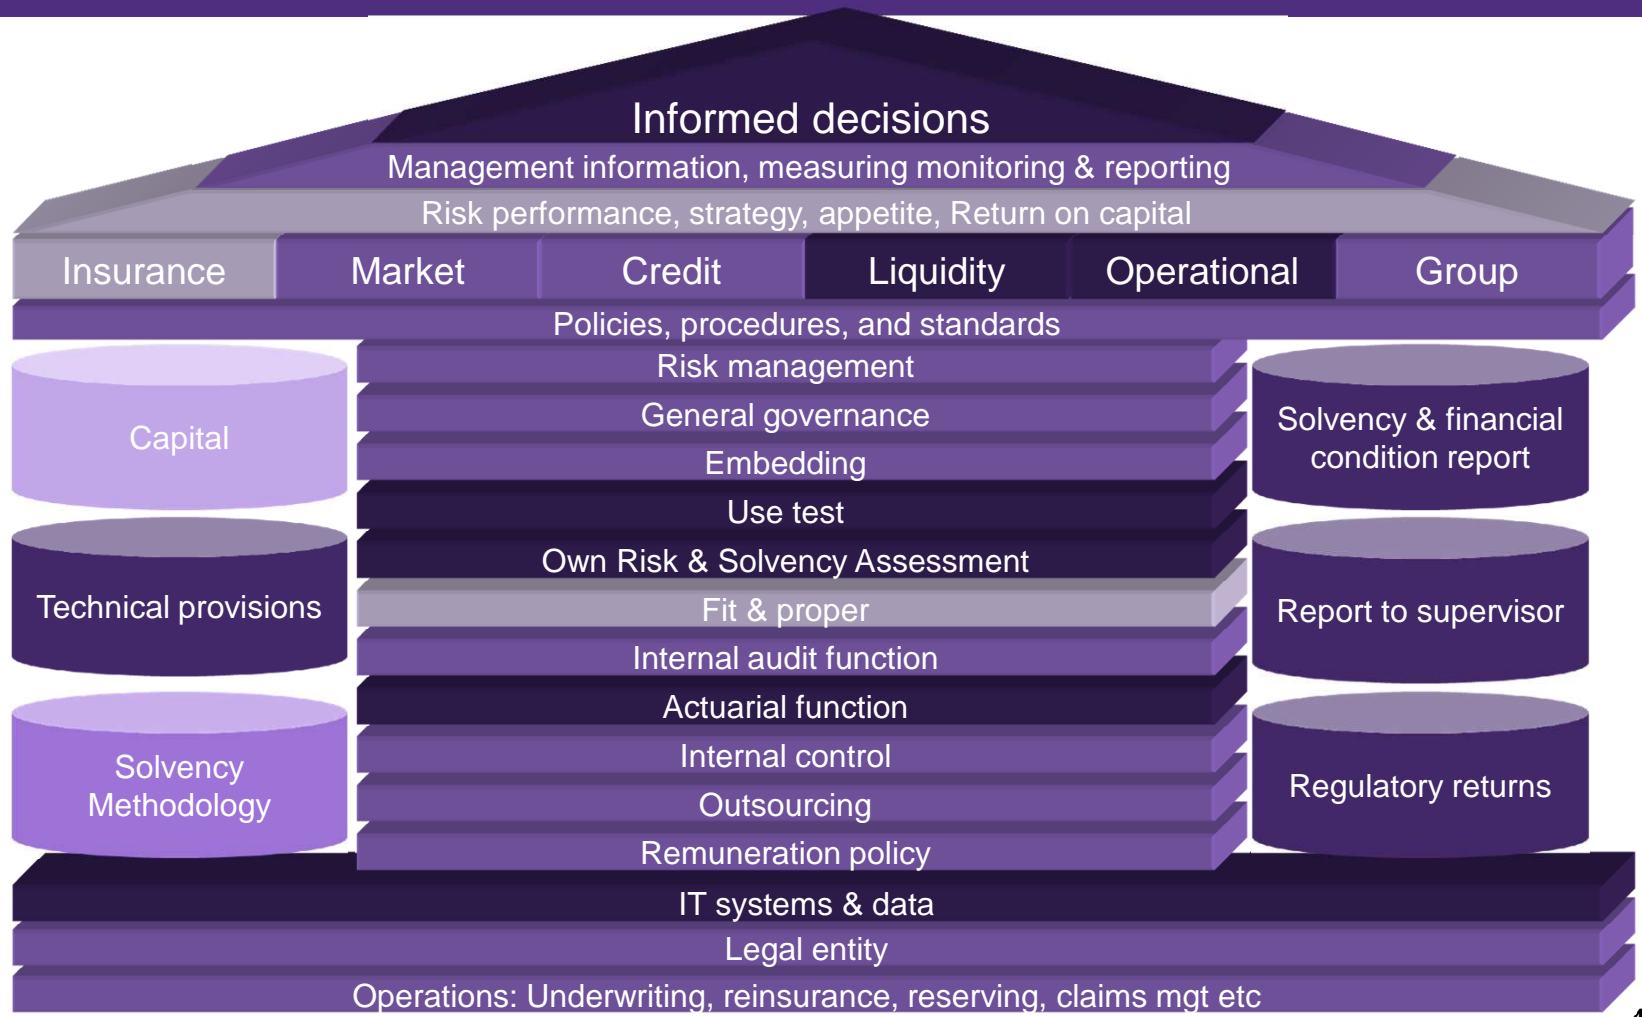 Informed decisions
Management information, measuring monitoring & reporting
Risk performance, strategy, appetite, Return on capital
Insurance
Market
Credit
Liquidity
Operational
Group
Policies, procedures, and standards
Capital
Technical provisions
Solvency
Methodology
Risk management
General governance
Embedding
Use test
Own Risk & Solvency Assessment
Fit & proper
Internal audit function
Actuarial function
Internal control
Outsourcing
Remuneration policy
Solvency & financial
condition report
Report to supervisor
Regulatory returns
IT systems & data
Legal entity
Operations: Underwriting, reinsurance, reserving, claims mgt etc